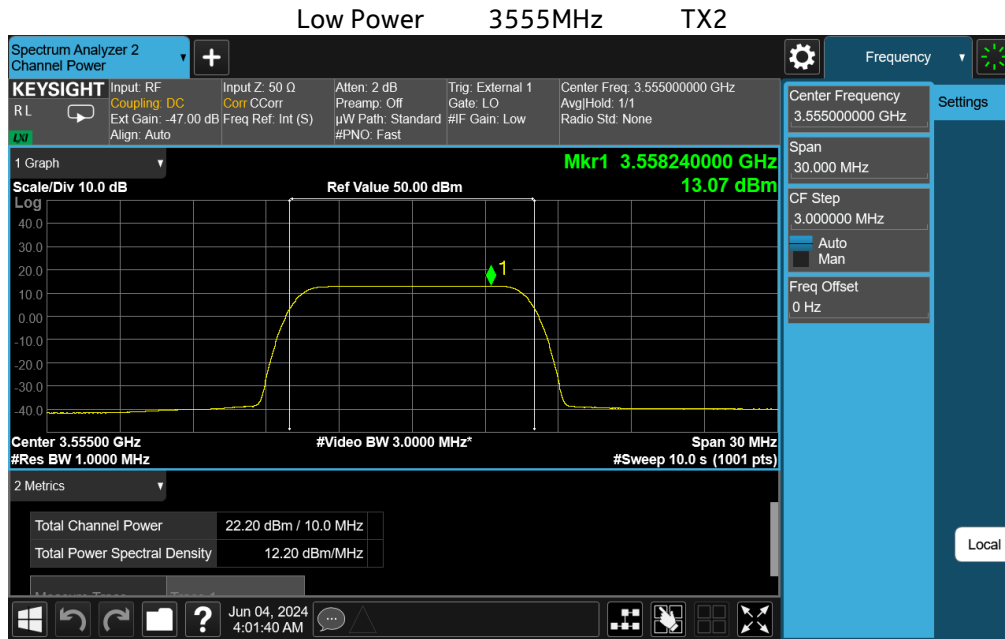 Low Power 3555MHz TX2
Spectrum Analyzer 2
Channel Power
Frequency
KEYSIGHT
R L
LXI
Input: RF
Coupling: DC
Ext Gain: -47.00 dB
Align: Auto
Input Z: 50 Ω
Corr CCorr
Freq Ref: Int (S)
Atten: 2 dB
Preamp: Off
µW Path: Standard
#PNO: Fast
Trig: External 1
Gate: LO
#IF Gain: Low
Center Freq: 3.555000000 GHz
Avg|Hold: 1/1
Radio Std: None
Center Frequency
3.555000000 GHz
Settings
Span
30.000 MHz
CF Step
3.000000 MHz
Auto
Man
Freq Offset
0 Hz
1 Graph
Mkr1 3.558240000 GHz
13.07 dBm
Scale/Div 10.0 dB
Ref Value 50.00 dBm
Log
40.0
30.0
20.0
10.0
0.00
-10.0
-20.0
-30.0
-40.0
1
Center 3.55500 GHz
#Video BW 3.0000 MHz*
Span 30 MHz
#Res BW 1.0000 MHz
#Sweep 10.0 s (1001 pts)
2 Metrics
Total Channel Power 22.20 dBm / 10.0 MHz
Total Power Spectral Density 12.20 dBm/MHz
Local
?
Jun 04, 2024
4:01:40 AM